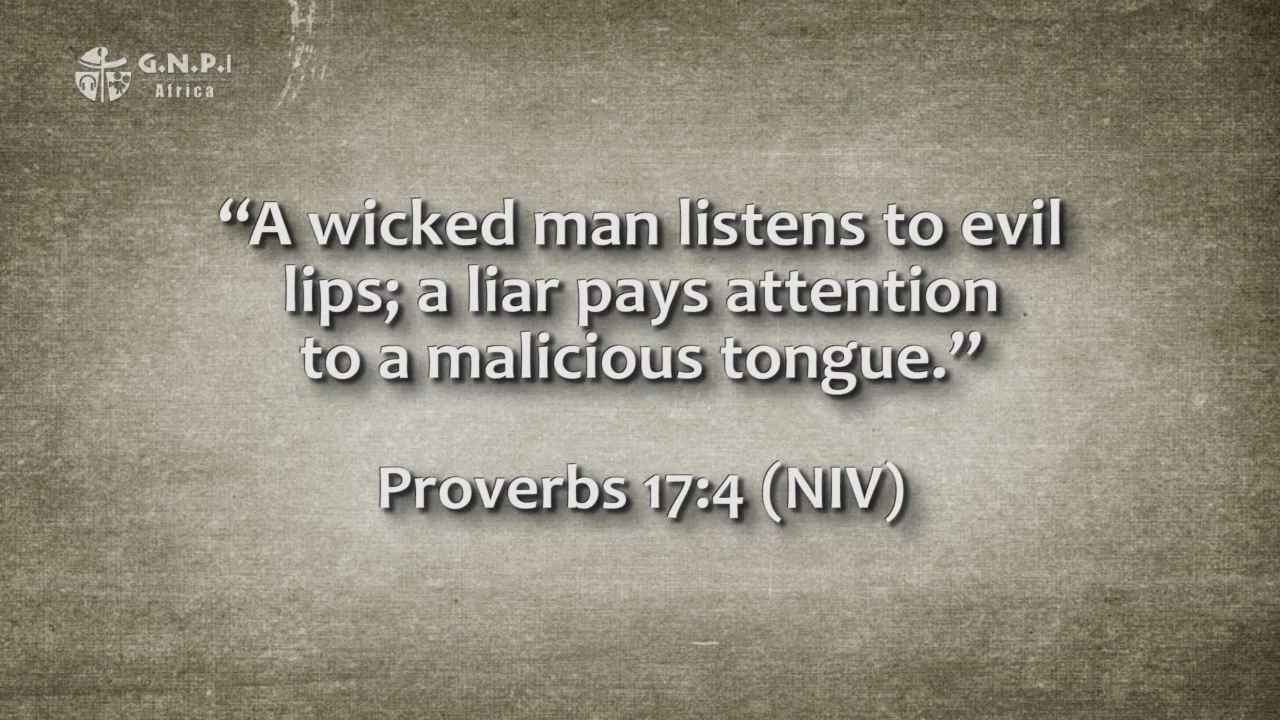 G.N.P.I
Africa
“A wicked man listens to evil
lips; a liar pays attention
to a malicious tongue.”
Proverbs 17:4 (NIV)